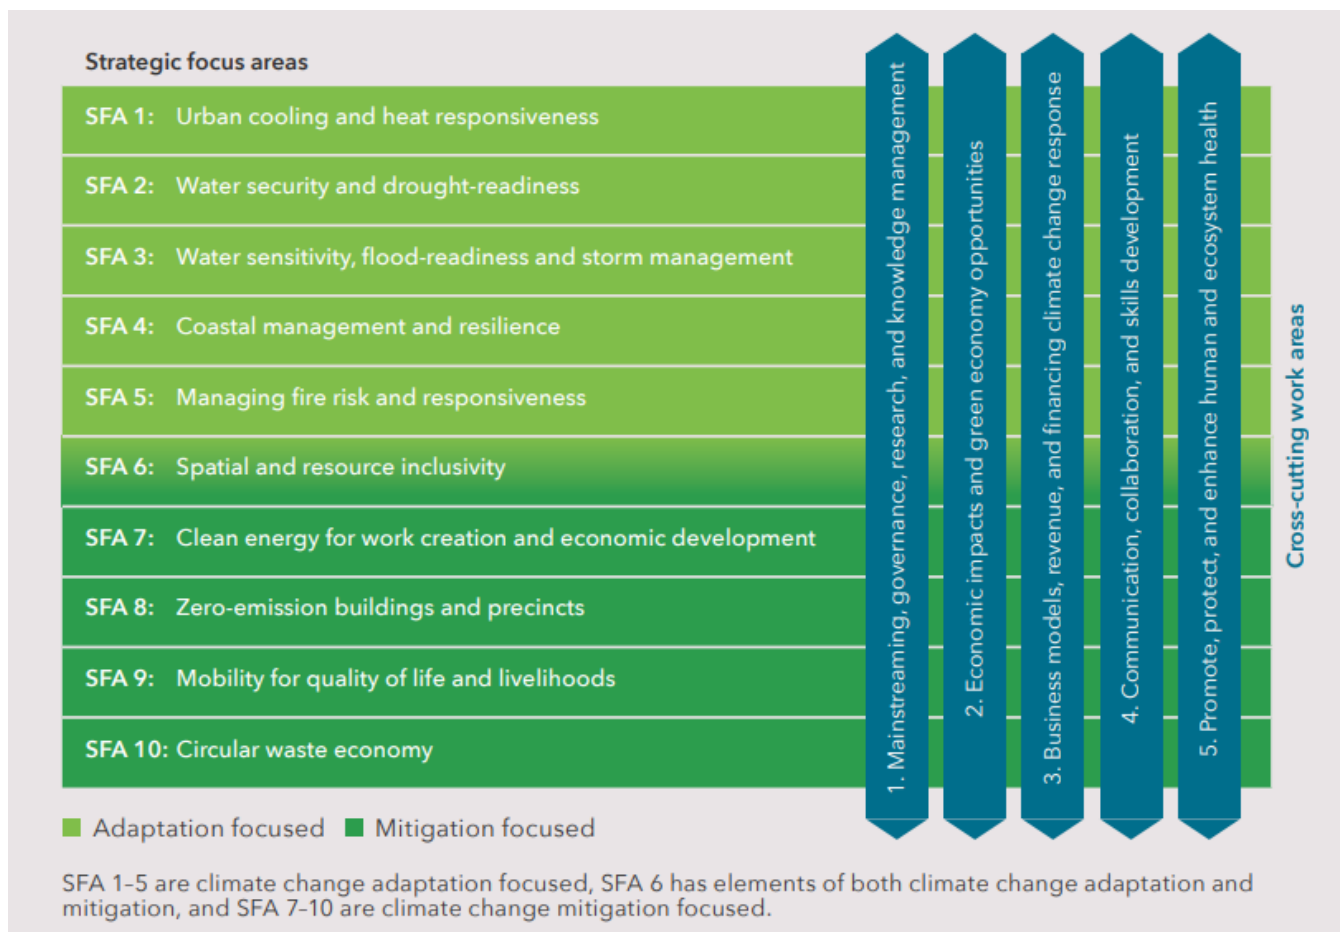 Strategic focus areas
SFA 1: Urban cooling and heat responsiveness
SFA 2: Water security and drought-readiness
SFA 3: Water sensitivity, flood-readiness and storm management
SFA 4: Coastal management and resilience
SFA 5: Managing fire risk and responsiveness
SFA 6: Spatial and resource inclusivity
SFA 7: Clean energy for work creation and economic development
SFA 8: Zero-emission buildings and precincts
SFA 9: Mobility for quality of life and livelihoods
SFA 10: Circular waste economy
1. Mainstreaming, governance, research, and knowledge management
2. Economic impacts and green economy opportunities
3. Business models, revenue, and financing climate change response
4. Communication, collaboration, and skills development
5. Promote, protect, and enhance human and ecosystem health
Cross-cutting work areas
Adaptation focused Mitigation focused
SFA 1–5 are climate change adaptation focused, SFA 6 has elements of both climate change adaptation and
mitigation, and SFA 7–10 are climate change mitigation focused.